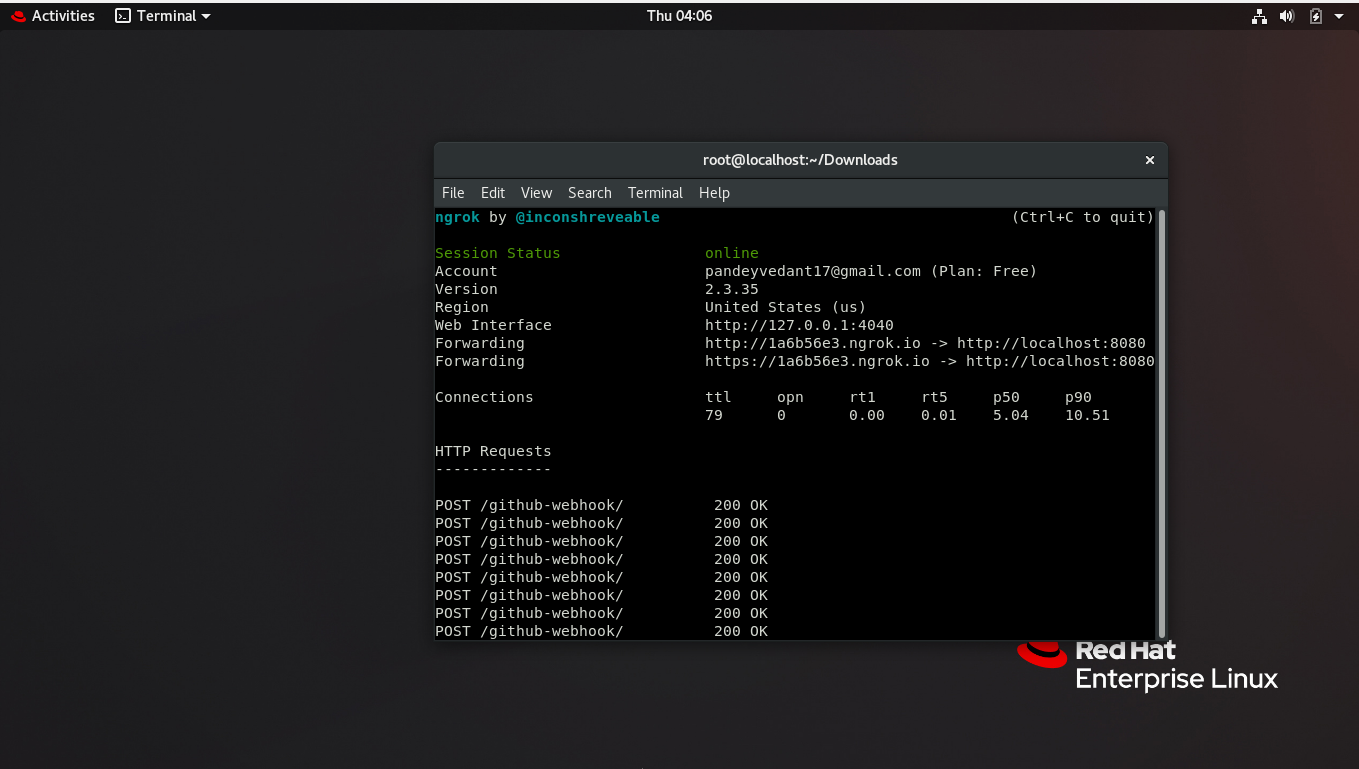 Activities Terminal Thu 04:06
root@localhost:~/Downloads
File Edit View Search Terminal Help
ngrok by @inconshreveable (Ctrl+C to quit)
Session Status online
Account pandeyvedant17@gmail.com (Plan: Free)
Version 2.3.35
Region United States (us)
Web Interface http://127.0.0.1:4040
Forwarding http://1a6b56e3.ngrok.io -> http://localhost:8080
Forwarding https://1a6b56e3.ngrok.io -> http://localhost:8080
Connections ttl opn rt1 rt5 p50 p90
79 0 0.00 0.01 5.04 10.51
HTTP Requests
-------------
POST /github-webhook/ 200 OK
POST /github-webhook/ 200 OK
POST /github-webhook/ 200 OK
POST /github-webhook/ 200 OK
POST /github-webhook/ 200 OK
POST /github-webhook/ 200 OK
POST /github-webhook/ 200 OK
POST /github-webhook/ 200 OK
Red Hat
Enterprise Linux